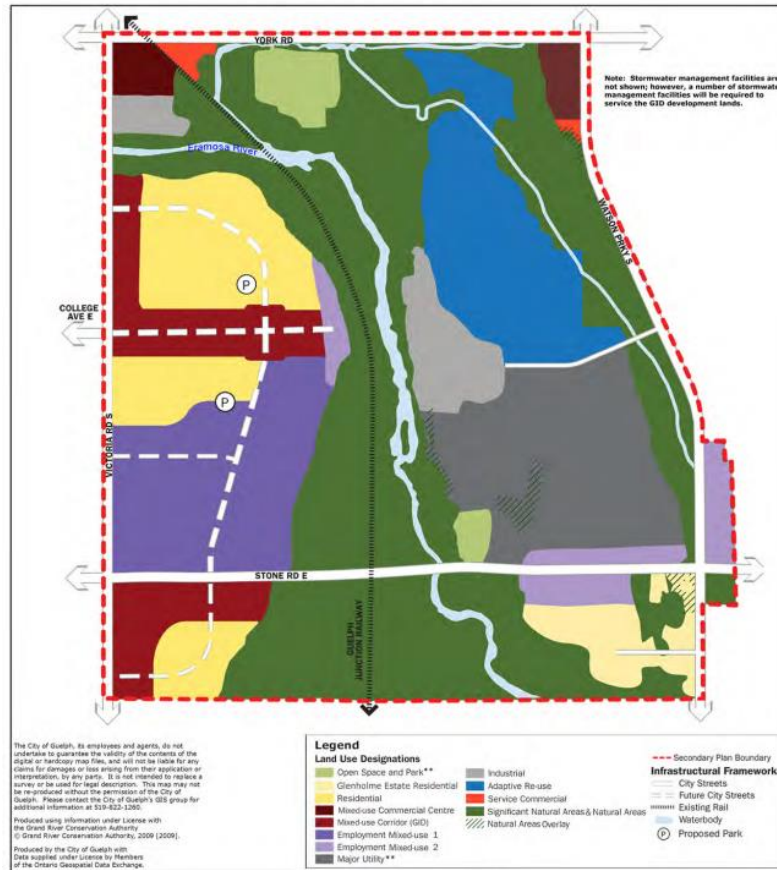 YORK RD
Note: Stormwater management facilities are
not shown; however, a number of stormwater
management facilities will be required to
service the GID development lands.
Eramosa River
WATSON PKWY S
P
COLLEGE
AVE E
P
VICTORIA RD S
STONE RD E
GUELPH
JUNCTION RAILWAY
The City of Guelph, its employees and agents, do not
undertake to guarantee the validity of the contents of the
digital or hardcopy map files, and will not be liable for any
claims for damages or loss arising from their application or
interpretation, by any party. It is not intended to replace a
survey or be used for legal description. This map may not
be re-produced without the permission of the City of
Guelph. Please contact the City of Guelph's GIS group for
additional information at 519-822-1260.
Produced using information under License with
the Grand River Conservation Authority
© Grand River Conservation Authority, 2009 [2009].
Produced by the City of Guelph with
Data supplied under License by Members
of the Ontario Geospatial Data Exchange.
Legend
Land Use Designations
Open Space and Park**
Glenholme Estate Residential
Residential
Mixed-use Commercial Centre
Mixed-use Corridor (GID)
Employment Mixed-use 1
Employment Mixed-use 2
Major Utility**
Industrial
Adaptive Re-use
Service Commercial
Significant Natural Areas & Natural Areas
Natural Areas Overlay
Secondary Plan Boundary
Infrastructural Framework
City Streets
Future City Streets
Existing Rail
Waterbody
P Proposed Park